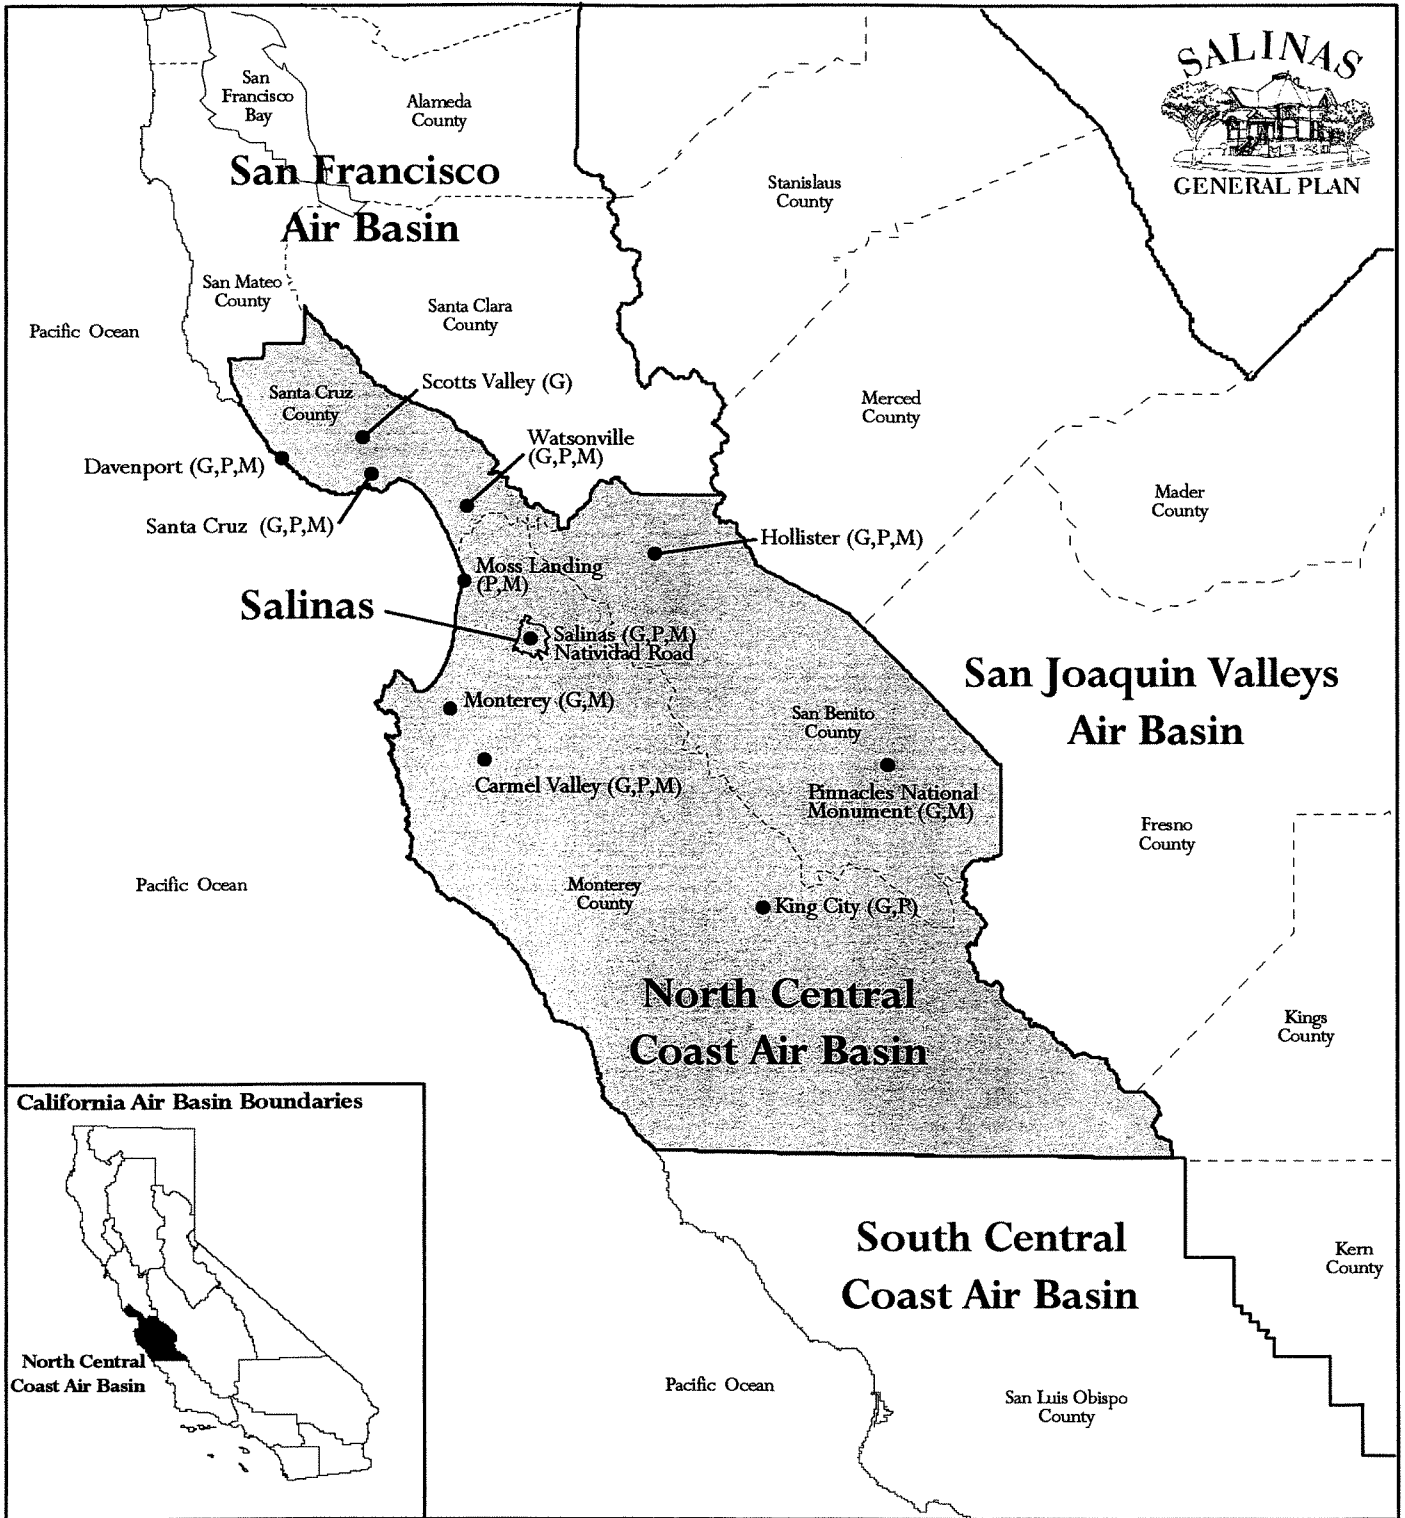 SALINAS
GENERAL PLAN
San
Francisco
Bay
Alameda
County
San Francisco
Air Basin
Stanislaus
County
San Mateo
County
Santa Clara
County
Pacific Ocean
Santa Cruz
County
Scotts Valley (G)
Merced
County
Watsonville
(G,P,M)
Davenport (G,P,M)
Mader
County
Santa Cruz (G,P,M)
Hollister (G,P,M)
Moss Landing
(P,M)
Salinas
Salinas (G,P,M)
Natividad Road
San Joaquin Valleys
Air Basin
Monterey (G,M)
San Benito
County
Carmel Valley (G,P,M)
Pinnacles National
Monument (G,M)
Fresno
County
Pacific Ocean
Monterey
County
King City (G,P)
North Central
Coast Air Basin
Kings
County
California Air Basin Boundaries
North Central
Coast Air Basin
South Central
Coast Air Basin
Kern
County
Pacific Ocean
San Luis Obispo
County